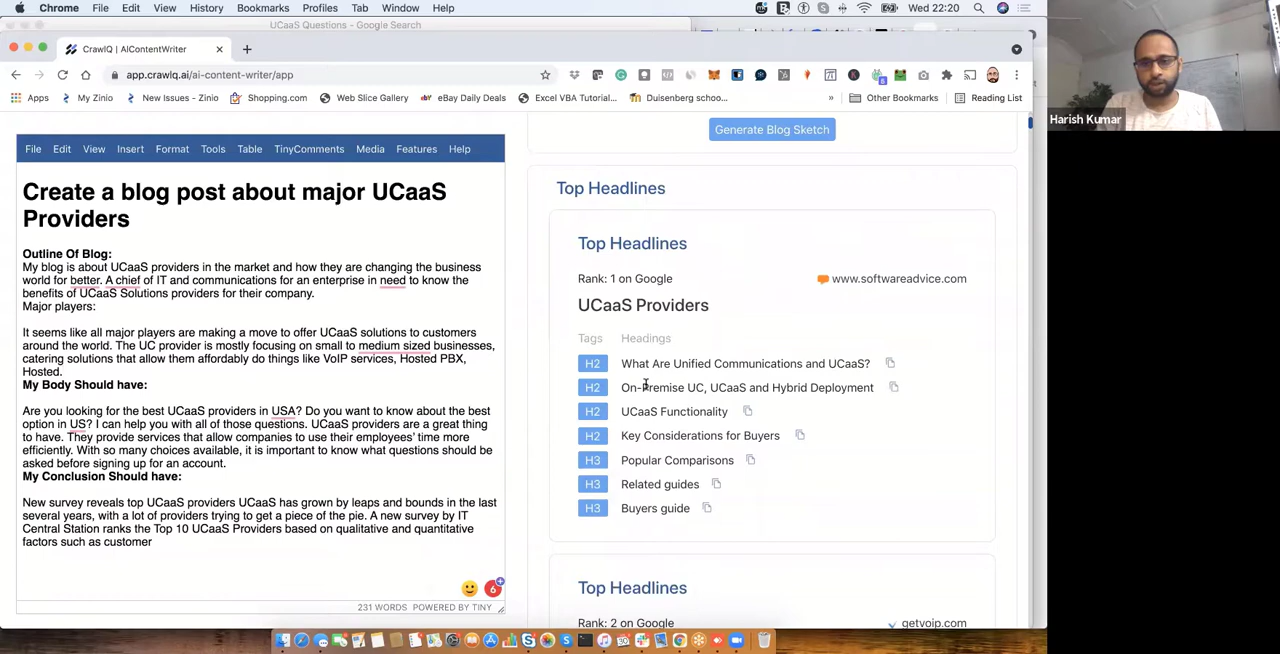 Chrome File Edit View History Bookmarks Profiles Tab Window Help Wed 22:20
UCaaS Questions - Google Search
CrawlQ | AIContentWriter
app.crawlq.ai/ai-content-writer/app
Apps My Zinio New Issues - Zinio Shopping.com Web Slice Gallery eBay Daily Deals Excel VBA Tutorial... Duisenberg schoo... » Other Bookmarks Reading List
Harish Kumar
File Edit View Insert Format Tools Table TinyComments Media Features Help
Create a blog post about major UCaaS
Providers
Outline Of Blog:
My blog is about UCaaS providers in the market and how they are changing the business
world for better. A chief of IT and communications for an enterprise in need to know the
benefits of UCaaS Solutions providers for their company.
Major players:
It seems like all major players are making a move to offer UCaaS solutions to customers
around the world. The UC provider is mostly focusing on small to medium sized businesses,
catering solutions that allow them affordably do things like VoIP services, Hosted PBX,
Hosted.
My Body Should have:
Are you looking for the best UCaaS providers in USA? Do you want to know about the best
option in US? I can help you with all of those questions. UCaaS providers are a great thing
to have. They provide services that allow companies to use their employees' time more
efficiently. With so many choices available, it is important to know what questions should be
asked before signing up for an account.
My Conclusion Should have:
New survey reveals top UCaaS providers UCaaS has grown by leaps and bounds in the last
several years, with a lot of providers trying to get a piece of the pie. A new survey by IT
Central Station ranks the Top 10 UCaaS Providers based on qualitative and quantitative
factors such as customer
6
231 WORDS POWERED BY TINY
Generate Blog Sketch
Top Headlines
Top Headlines
Rank: 1 on Google www.softwareadvice.com
UCaaS Providers
Tags Headings
H2 What Are Unified Communications and UCaaS?
H2 On-Premise UC, UCaaS and Hybrid Deployment
H2 UCaaS Functionality
H2 Key Considerations for Buyers
H3 Popular Comparisons
H3 Related guides
H3 Buyers guide
Top Headlines
Rank: 2 on Google getvoip.com